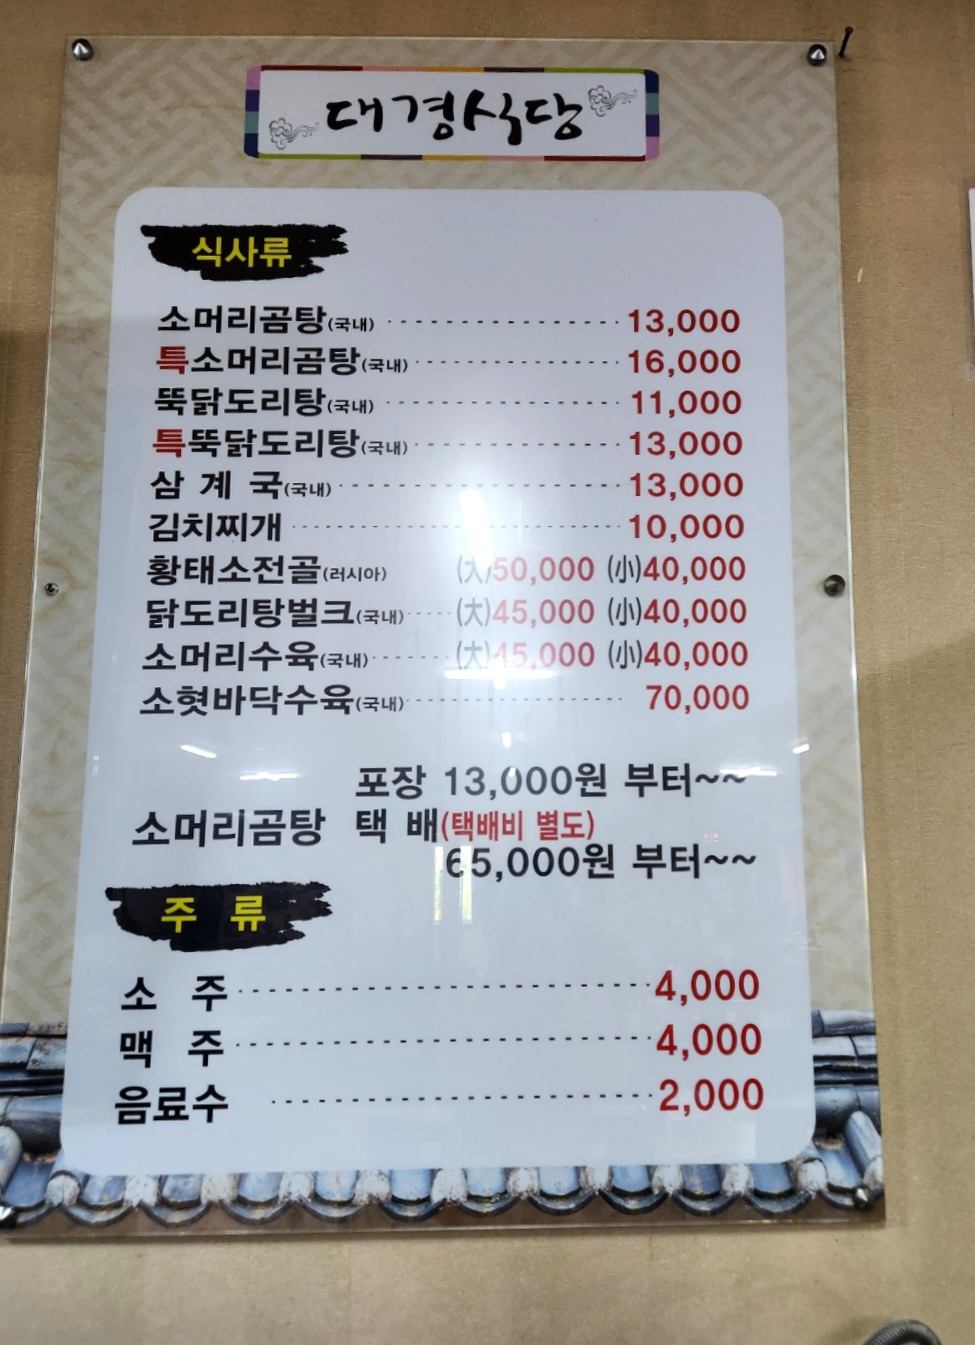 대경식당
식사류
소머리곰탕(국내) 13,000
특소머리곰탕(국내) 16,000
뚝닭도리탕(국내) 11,000
특뚝닭도리탕(국내) 13,000
삼 계 국(국내) 13,000
김치찌개 10,000
황태소전골(러시아) (大)50,000 (小)40,000
닭도리탕벌크(국내) (大)45,000 (小)40,000
소머리수육(국내) (大)45,000 (小)40,000
소혓바닥수육(국내) 70,000
포장 13,000원 부터~~
소머리곰탕 택 배(택배비 별도)
65,000원 부터~~
주 류
소 주 4,000
맥 주 4,000
음료수 2,000